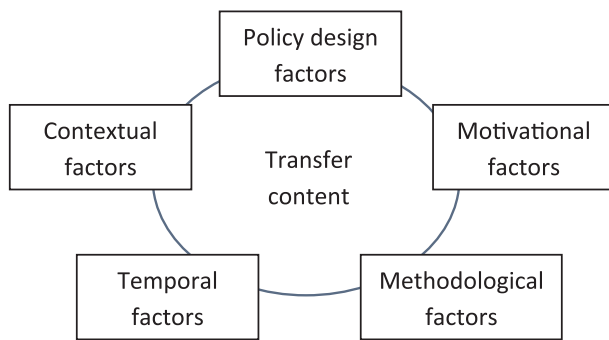 Policy design
factors
Contextual
factors
Motivational
factors
Transfer
content
Temporal
factors
Methodological
factors